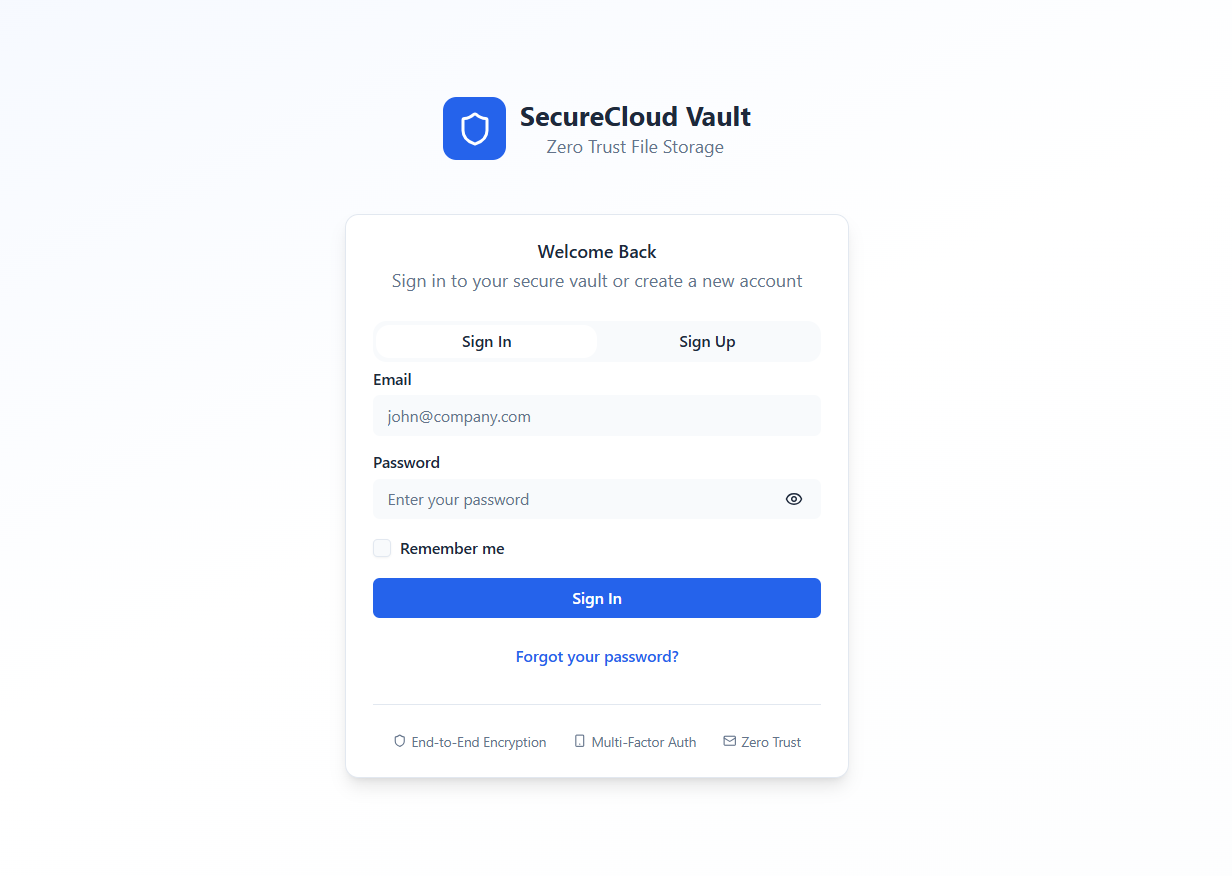 SecureCloud Vault
Zero Trust File Storage
Welcome Back
Sign in to your secure vault or create a new account
Sign In
Sign Up
Email
john@company.com
Password
Enter your password
Remember me
Sign In
Forgot your password?
End-to-End Encryption
Multi-Factor Auth
Zero Trust